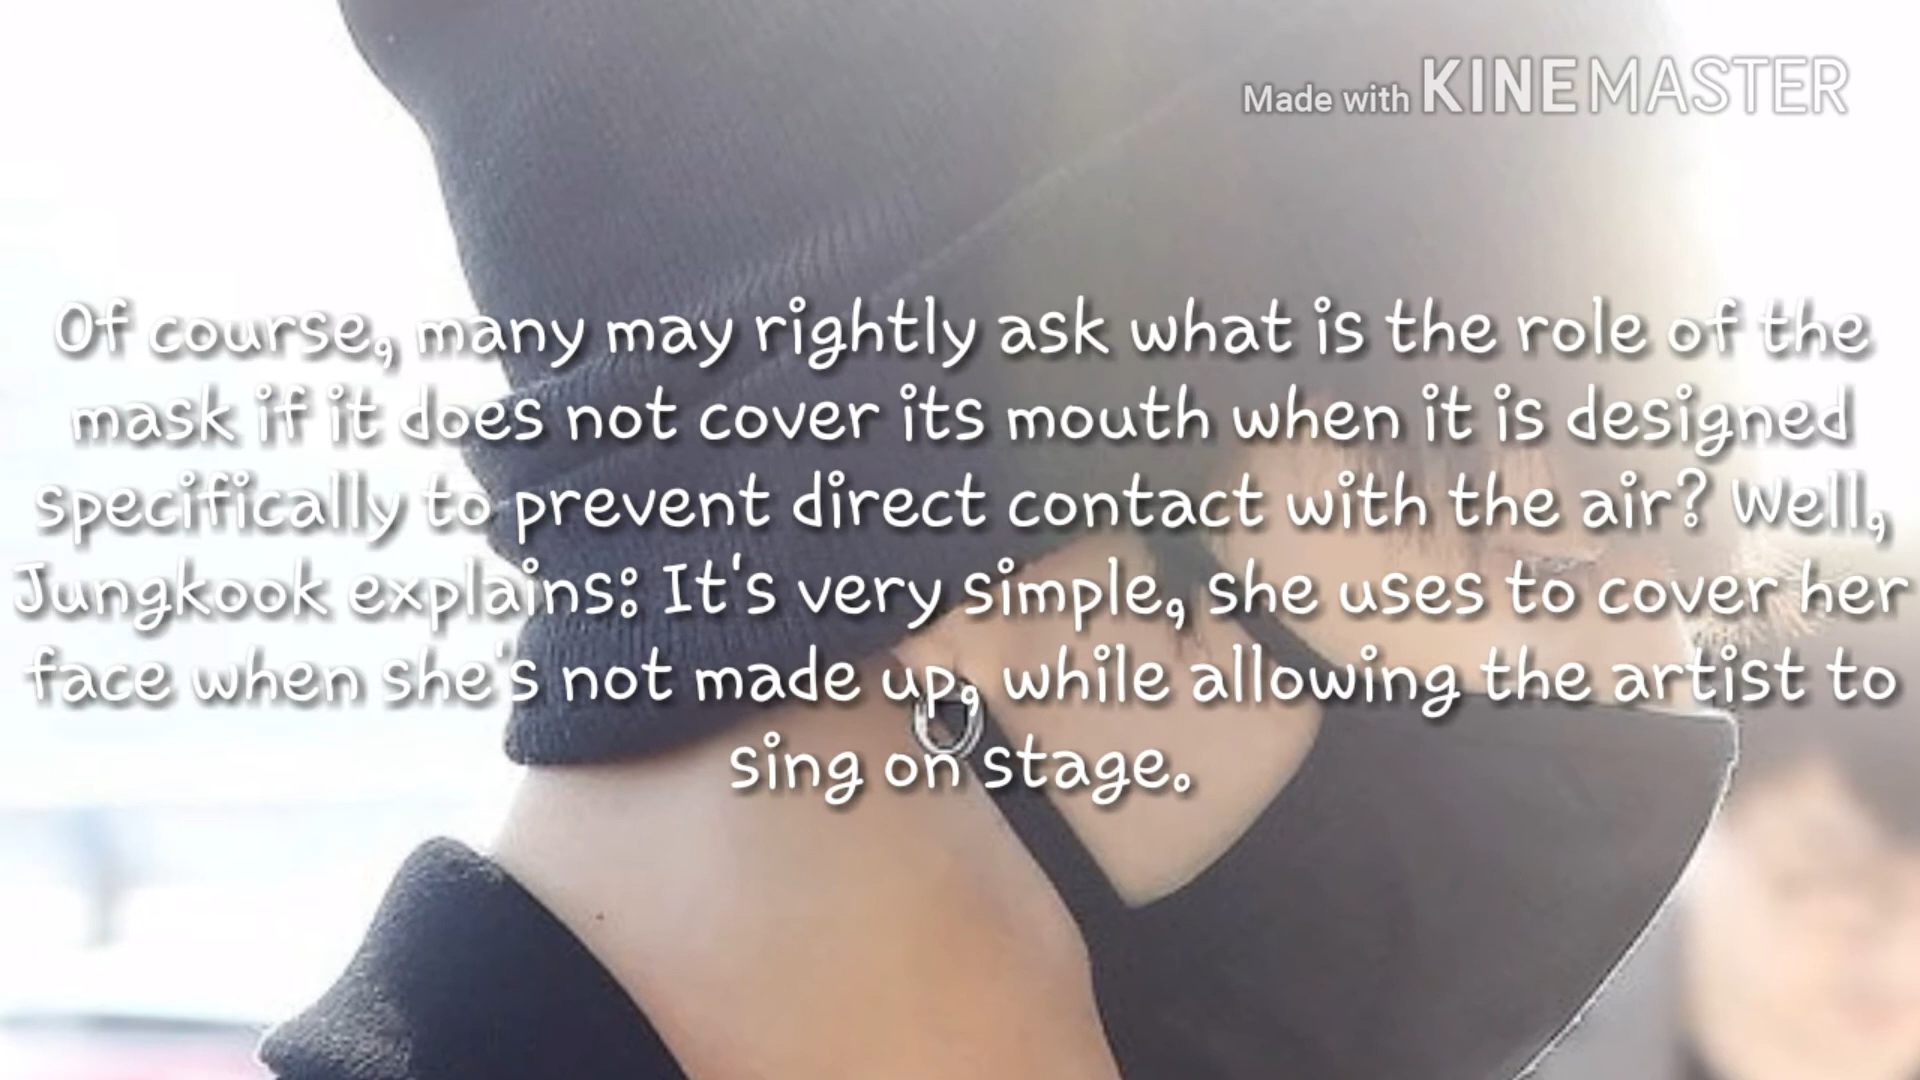 Made with KINEMASTER
Of course, many may rightly ask what is the role of the
mask if it does not cover its mouth when it is designed
specifically to prevent direct contact with the air? Well,
Jungkook explains: It's very simple, she uses to cover her
face when she's not made up, while allowing the artist to
sing on stage.